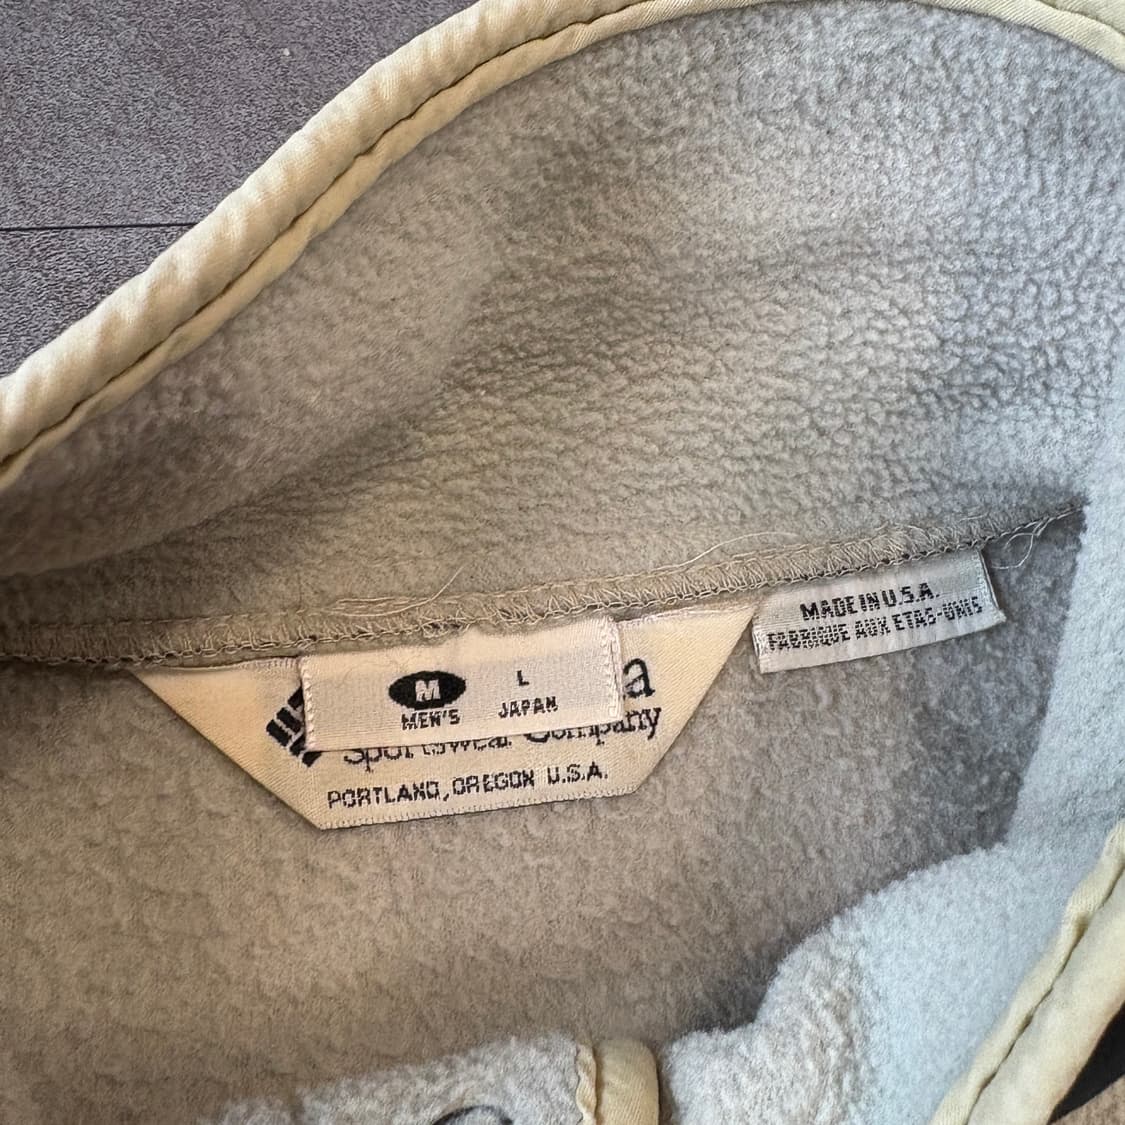 M L
MEN'S JAPAN
a
Sportswear Company
PORTLAND, OREGON U.S.A.
MADE IN U.S.A.
FABRIQUE AUX ETAS-UNIS